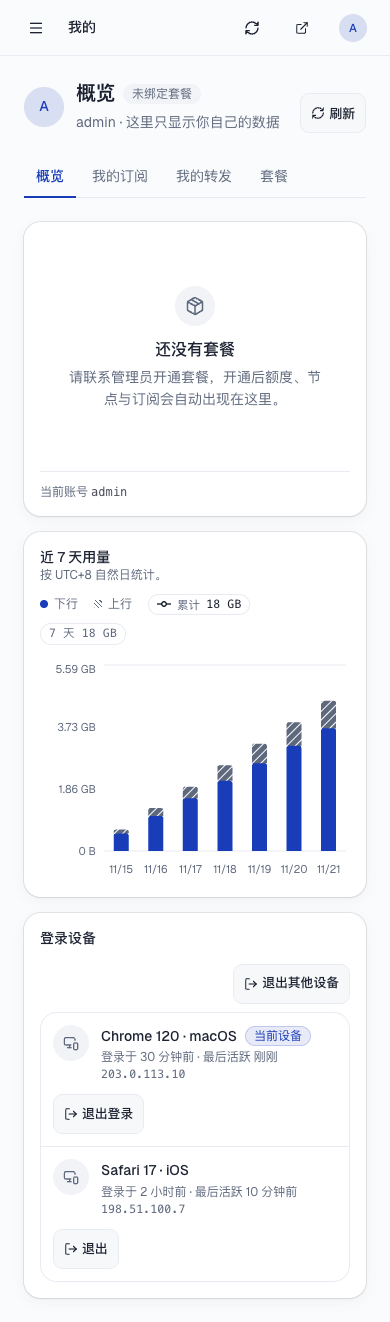 我的
A
A
概览 未绑定套餐
admin · 这里只显示你自己的数据
刷新
概览 我的订阅 我的转发 套餐
还没有套餐
请联系管理员开通套餐，开通后额度、节
点与订阅会自动出现在这里。
当前账号 admin
近 7 天用量
按 UTC+8 自然日统计。
下行 上行 累计 18 GB
7 天 18 GB
5.59 GB
3.73 GB
1.86 GB
0 B
11/15 11/16 11/17 11/18 11/19 11/20 11/21
登录设备
退出其他设备
Chrome 120 · macOS 当前设备
登录于 30 分钟前 · 最后活跃 刚刚
203.0.113.10
退出登录
Safari 17 · iOS
登录于 2 小时前 · 最后活跃 10 分钟前
198.51.100.7
退出